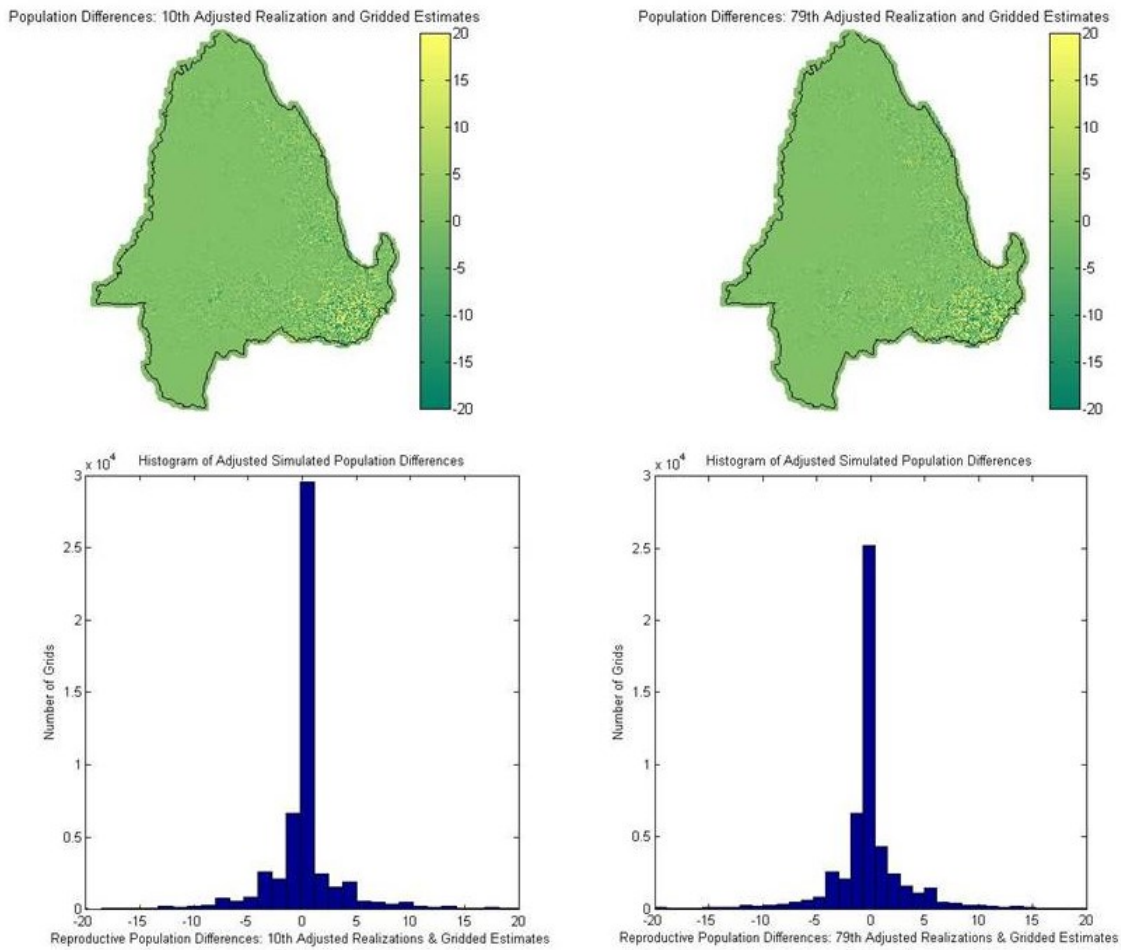 Population Differences: 10th Adjusted Realization and Gridded Estimates
20
15
10
5
0
-5
-10
-15
-20
Population Differences: 79th Adjusted Realization and Gridded Estimates
20
15
10
5
0
-5
-10
-15
-20
x 10^4
Histogram of Adjusted Simulated Population Differences
3
2.5
2
1.5
1
0.5
0
Number of Grids
-20 -15 -10 -5 0 5 10 15 20
Reproductive Population Differences: 10th Adjusted Realizations & Gridded Estimates
x 10^4
Histogram of Adjusted Simulated Population Differences
3
2.5
2
1.5
1
0.5
0
Number of Grids
-20 -15 -10 -5 0 5 10 15 20
Reproductive Population Differences: 79th Adjusted Realizations & Gridded Estimates